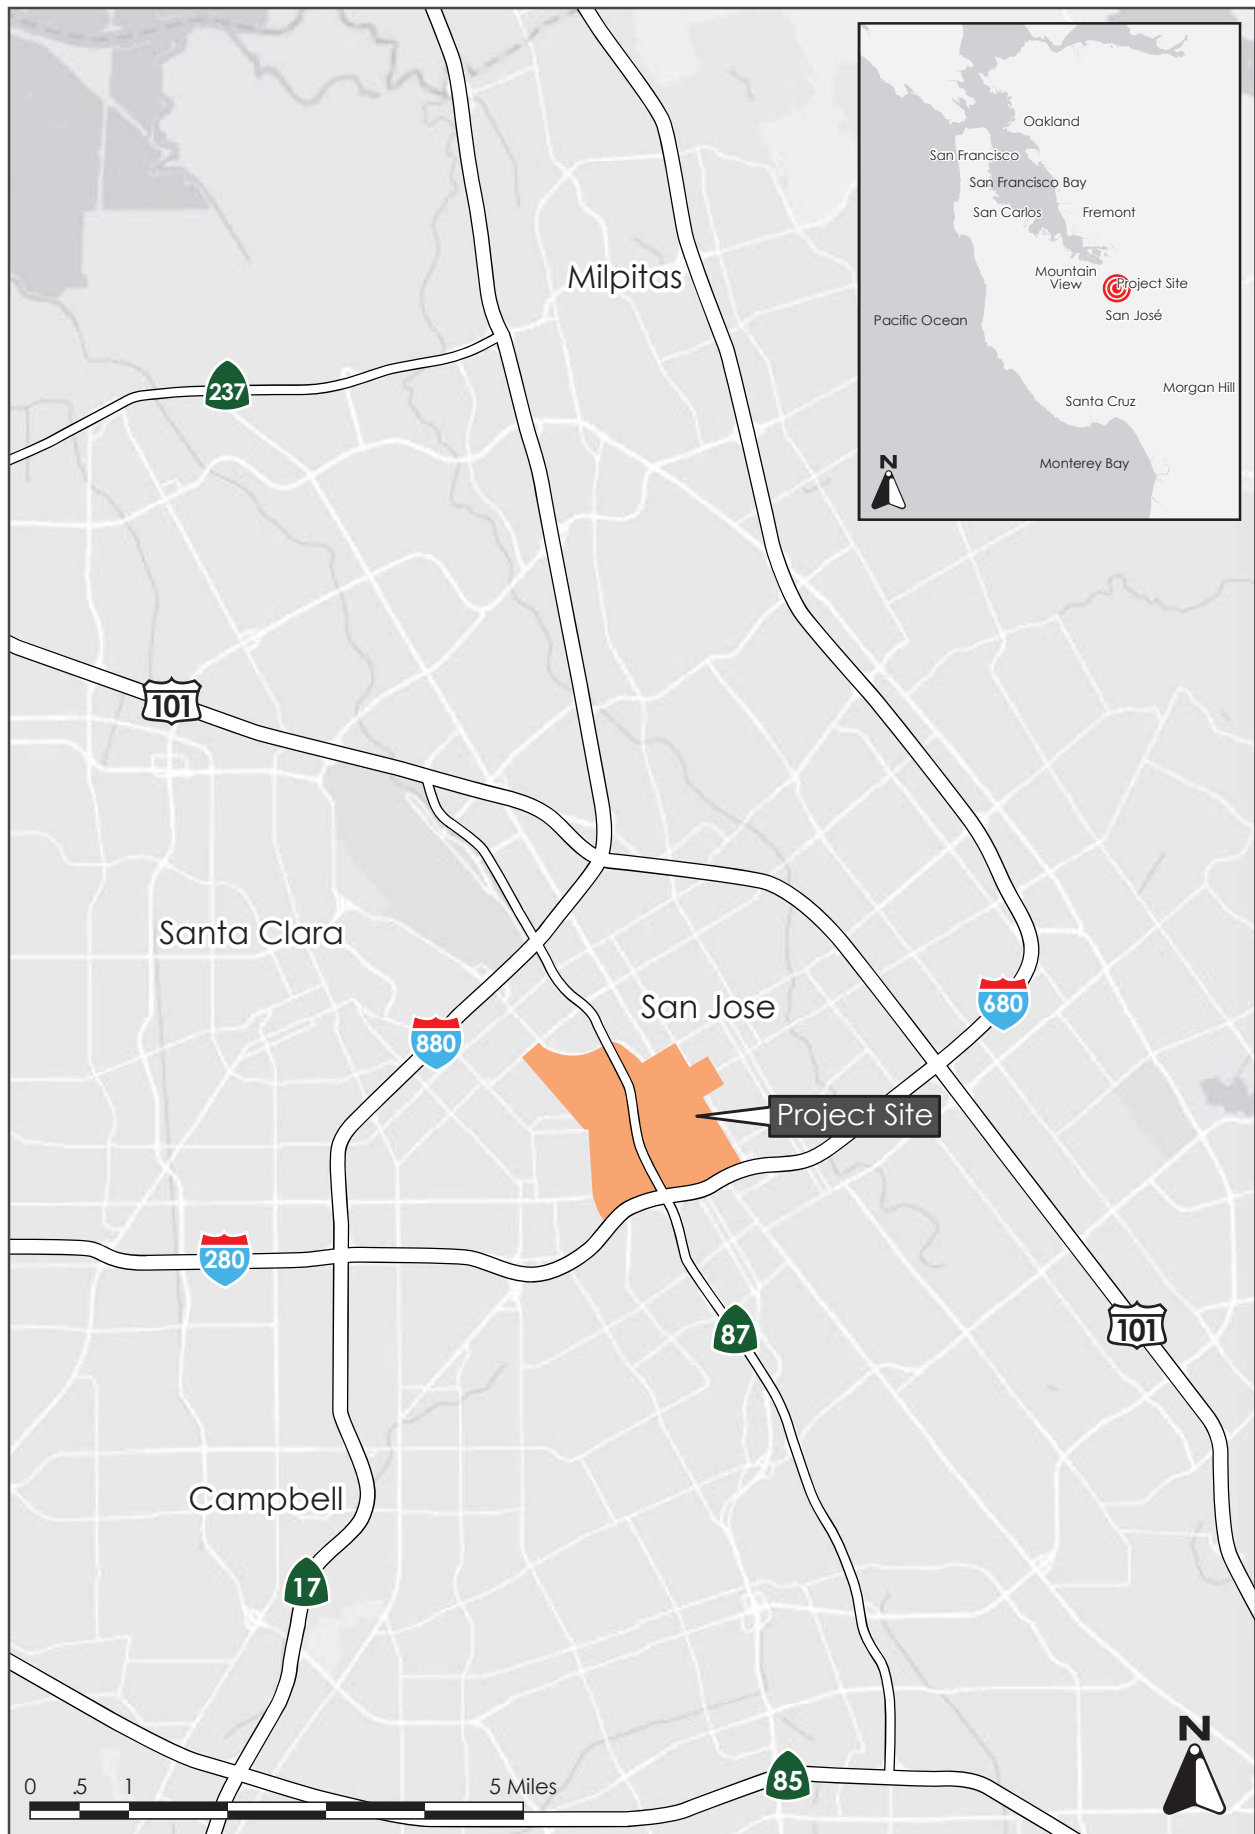 Oakland
San Francisco
San Francisco Bay
San Carlos
Fremont
Mountain
View
Project Site
San José
Pacific Ocean
Morgan Hill
Santa Cruz
Monterey Bay
N
Milpitas
237
101
Santa Clara
San Jose
680
880
Project Site
280
87
101
Campbell
17
N
85
0 .5 1 5 Miles